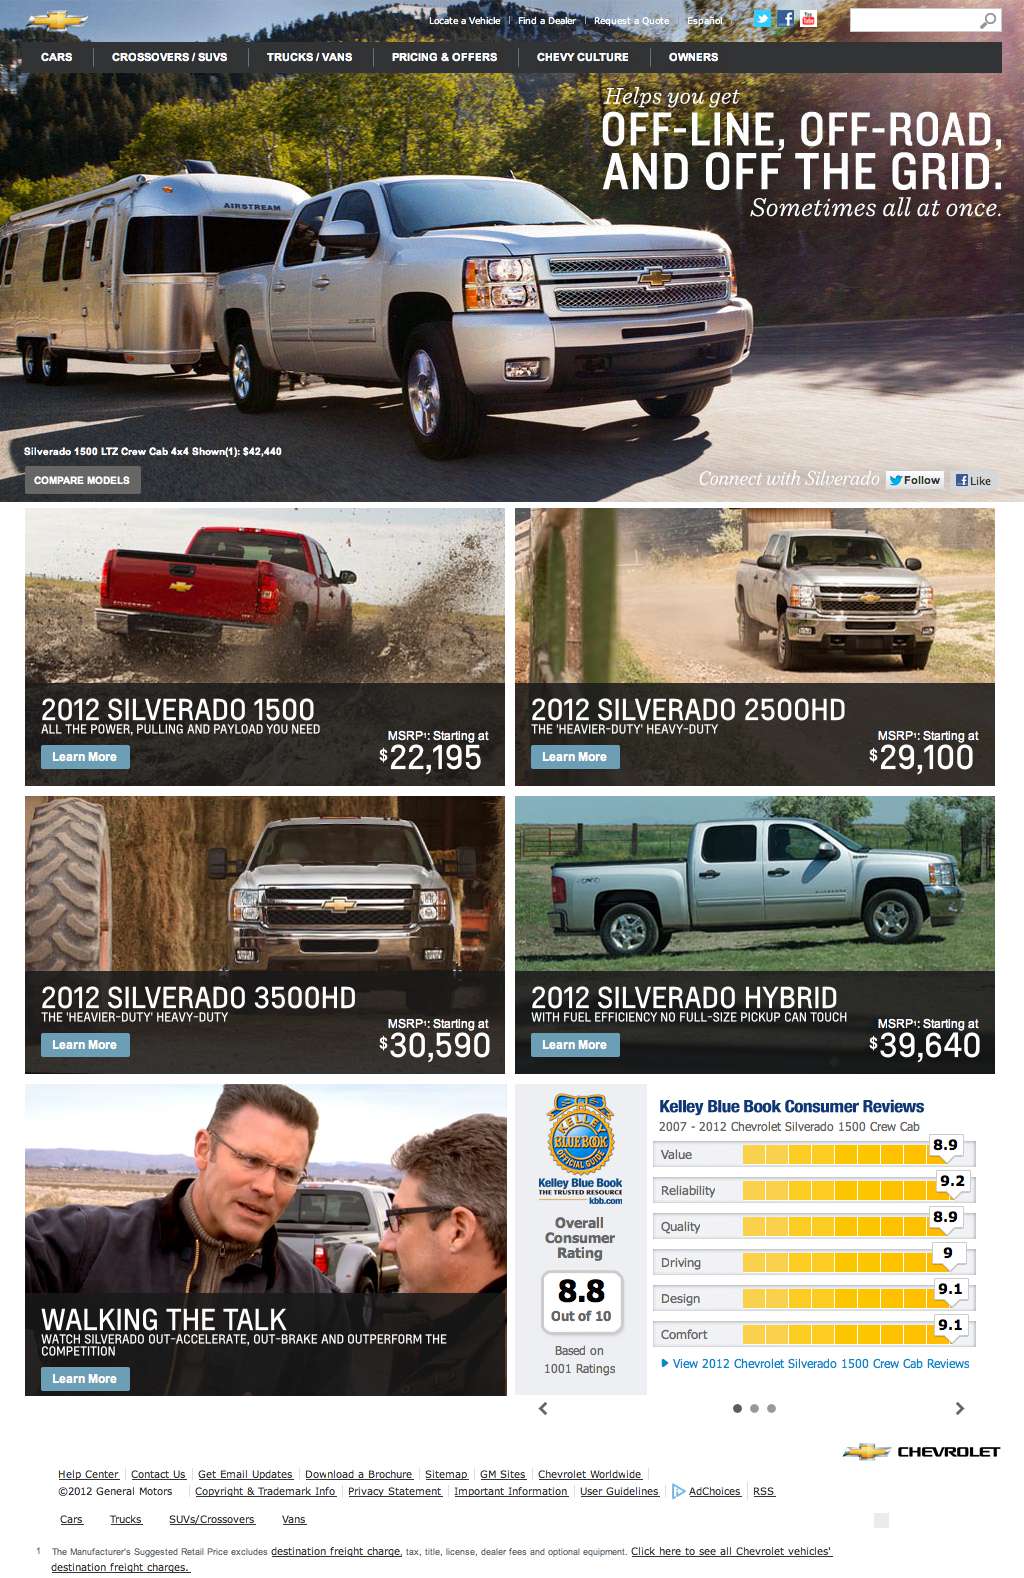 Locate a Vehicle | Find a Dealer | Request a Quote | Español
CARS | CROSSOVERS / SUVS | TRUCKS / VANS | PRICING & OFFERS | CHEVY CULTURE | OWNERS
Helps you get
OFF-LINE, OFF-ROAD,
AND OFF THE GRID.
Sometimes all at once.
AIRSTREAM
Silverado 1500 LTZ Crew Cab 4x4 Shown(1): $42,440
COMPARE MODELS
Connect with Silverado Follow Like
2012 SILVERADO 1500
ALL THE POWER, PULLING AND PAYLOAD YOU NEED
MSRP¹: Starting at
$22,195
Learn More
2012 SILVERADO 2500HD
THE 'HEAVIER-DUTY' HEAVY-DUTY
MSRP¹: Starting at
$29,100
Learn More
2012 SILVERADO 3500HD
THE 'HEAVIER-DUTY' HEAVY-DUTY
MSRP¹: Starting at
$30,590
Learn More
2012 SILVERADO HYBRID
WITH FUEL EFFICIENCY NO FULL-SIZE PICKUP CAN TOUCH
MSRP¹: Starting at
$39,640
Learn More
WALKING THE TALK
WATCH SILVERADO OUT-ACCELERATE, OUT-BRAKE AND OUTPERFORM THE
COMPETITION
Learn More
KELLEY
BLUE BOOK
OFFICIAL GUIDE
Kelley Blue Book
THE TRUSTED RESOURCE
kbb.com
Overall
Consumer
Rating
8.8
Out of 10
Based on
1001 Ratings
Kelley Blue Book Consumer Reviews
2007 - 2012 Chevrolet Silverado 1500 Crew Cab
Value 8.9
Reliability 9.2
Quality 8.9
Driving 9
Design 9.1
Comfort 9.1
View 2012 Chevrolet Silverado 1500 Crew Cab Reviews
CHEVROLET
Help Center | Contact Us | Get Email Updates | Download a Brochure | Sitemap | GM Sites | Chevrolet Worldwide |
©2012 General Motors | Copyright & Trademark Info | Privacy Statement | Important Information | User Guidelines | AdChoices | RSS
Cars Trucks SUVs/Crossovers Vans
1 The Manufacturer's Suggested Retail Price excludes destination freight charge, tax, title, license, dealer fees and optional equipment. Click here to see all Chevrolet vehicles'
destination freight charges.